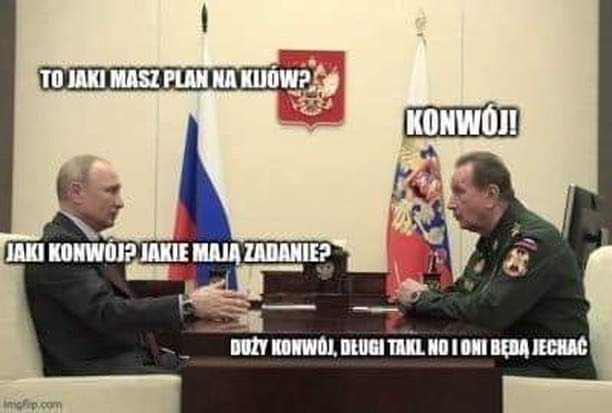 TO JAKI MASZ PLAN NA KIJÓW?
KONWÓJ!
JAKI KONWÓJ? JAKIE MAJĄ ZADANIE?
DUŻY KONWÓJ, DŁUGI TAKI. NO I ONI BĘDĄ JECHAĆ
imgflip.com